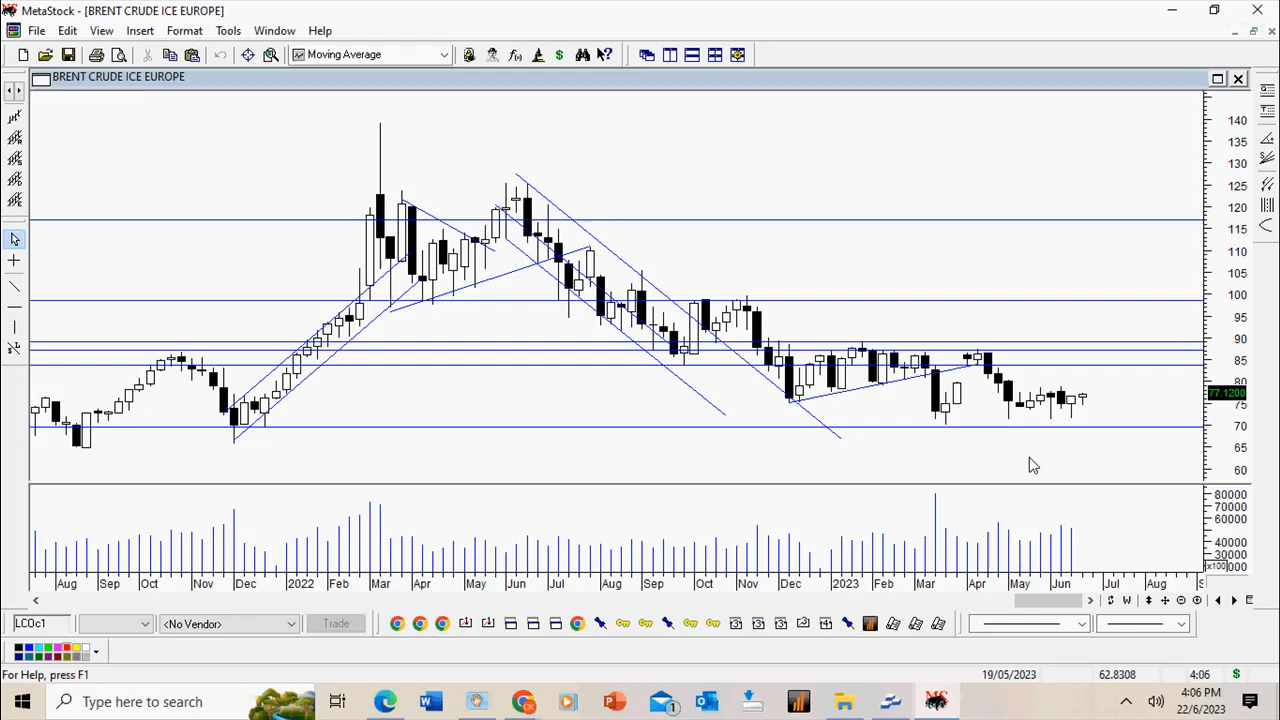 MetaStock - [BRENT CRUDE ICE EUROPE]
File Edit View Insert Format Tools Window Help
Moving Average
BRENT CRUDE ICE EUROPE
140
135
130
125
120
115
110
105
100
95
90
85
80
77.1200
75
70
65
60
80000
70000
60000
40000
30000
x100
Aug Sep Oct Nov Dec 2022 Feb Mar Apr May Jun Jul Aug Sep Oct Nov Dec 2023 Feb Mar Apr May Jun Jul Aug
LCOc1 <No Vendor> Trade
For Help, press F1 19/05/2023 62.8308 4:06 $
Type here to search
4:06 PM
22/6/2023